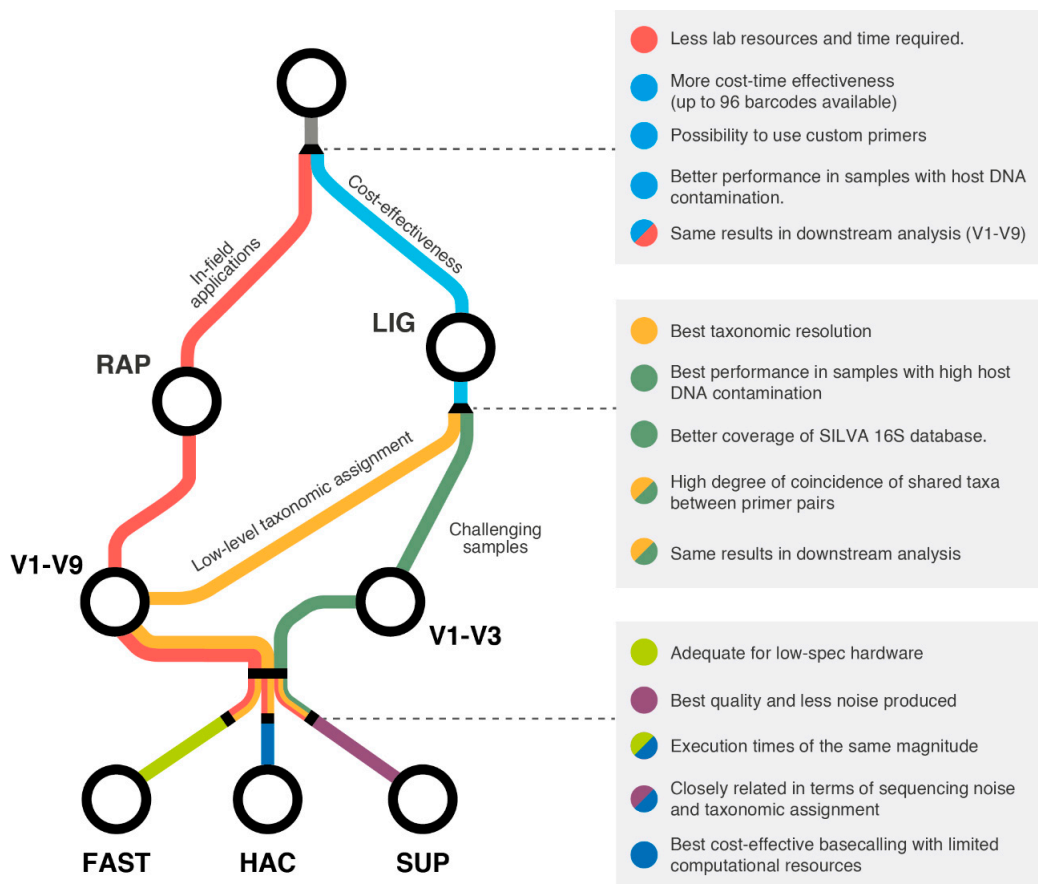 Less lab resources and time required.
More cost-time effectiveness
(up to 96 barcodes available)
Possibility to use custom primers
Better performance in samples with host DNA
contamination.
Same results in downstream analysis (V1-V9)
Cost-effectiveness
In-field
applications
LIG
RAP
Best taxonomic resolution
Best performance in samples with high host
DNA contamination
Better coverage of SILVA 16S database.
High degree of coincidence of shared taxa
between primer pairs
Same results in downstream analysis
Low-level taxonomic assignment
Challenging
samples
V1-V9
V1-V3
Adequate for low-spec hardware
Best quality and less noise produced
Execution times of the same magnitude
Closely related in terms of sequencing noise
and taxonomic assignment
Best cost-effective basecalling with limited
computational resources
FAST
HAC
SUP